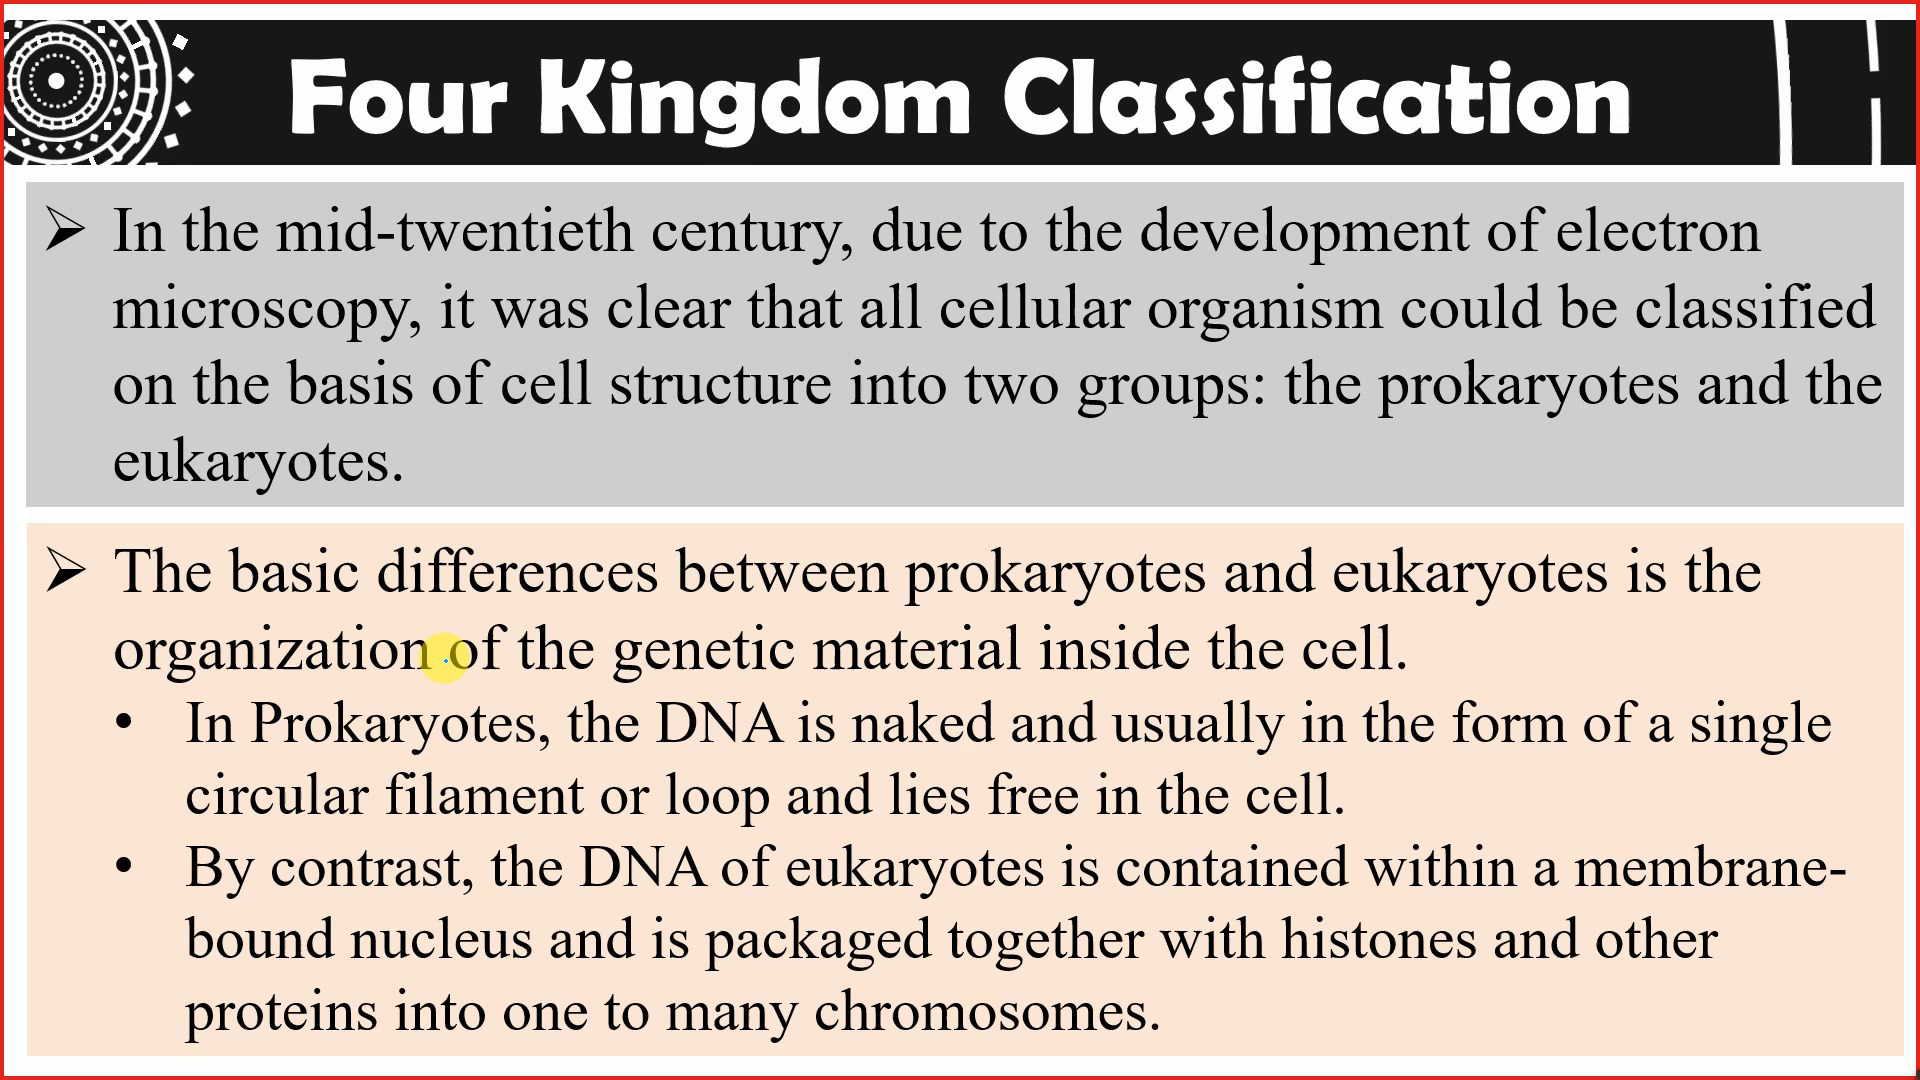 Four Kingdom Classification
➢ In the mid-twentieth century, due to the development of electron
microscopy, it was clear that all cellular organism could be classified
on the basis of cell structure into two groups: the prokaryotes and the
eukaryotes.
➢ The basic differences between prokaryotes and eukaryotes is the
organization of the genetic material inside the cell.
• In Prokaryotes, the DNA is naked and usually in the form of a single
circular filament or loop and lies free in the cell.
• By contrast, the DNA of eukaryotes is contained within a membrane-
bound nucleus and is packaged together with histones and other
proteins into one to many chromosomes.